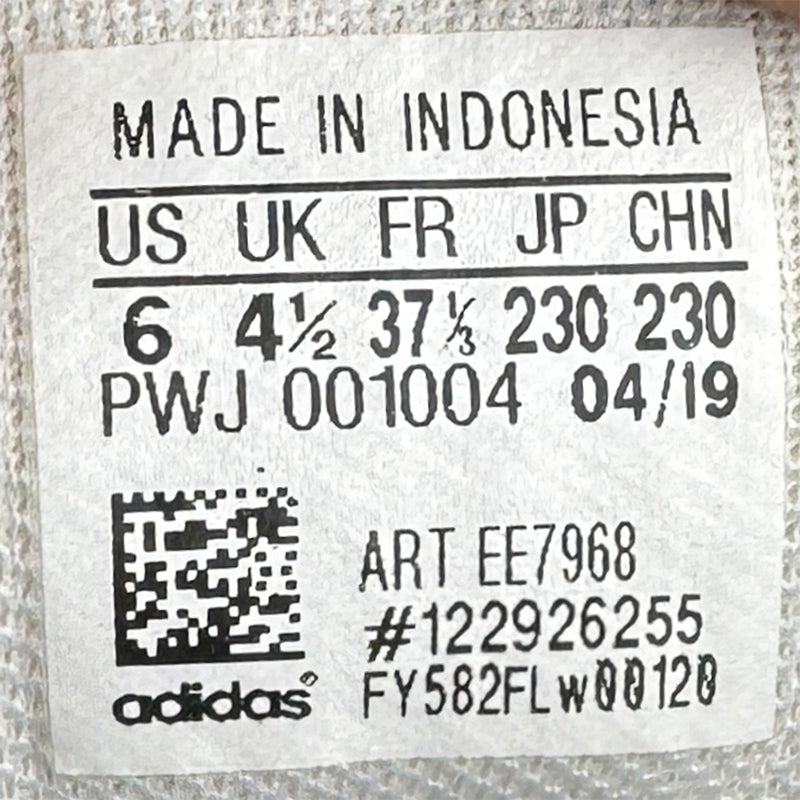 MADE IN INDONESIA
US UK FR JP CHN
6 4½ 37⅓ 230 230
PWJ 001004 04/19
ART EE7968
#122926255
adidas® FY582FLW00120